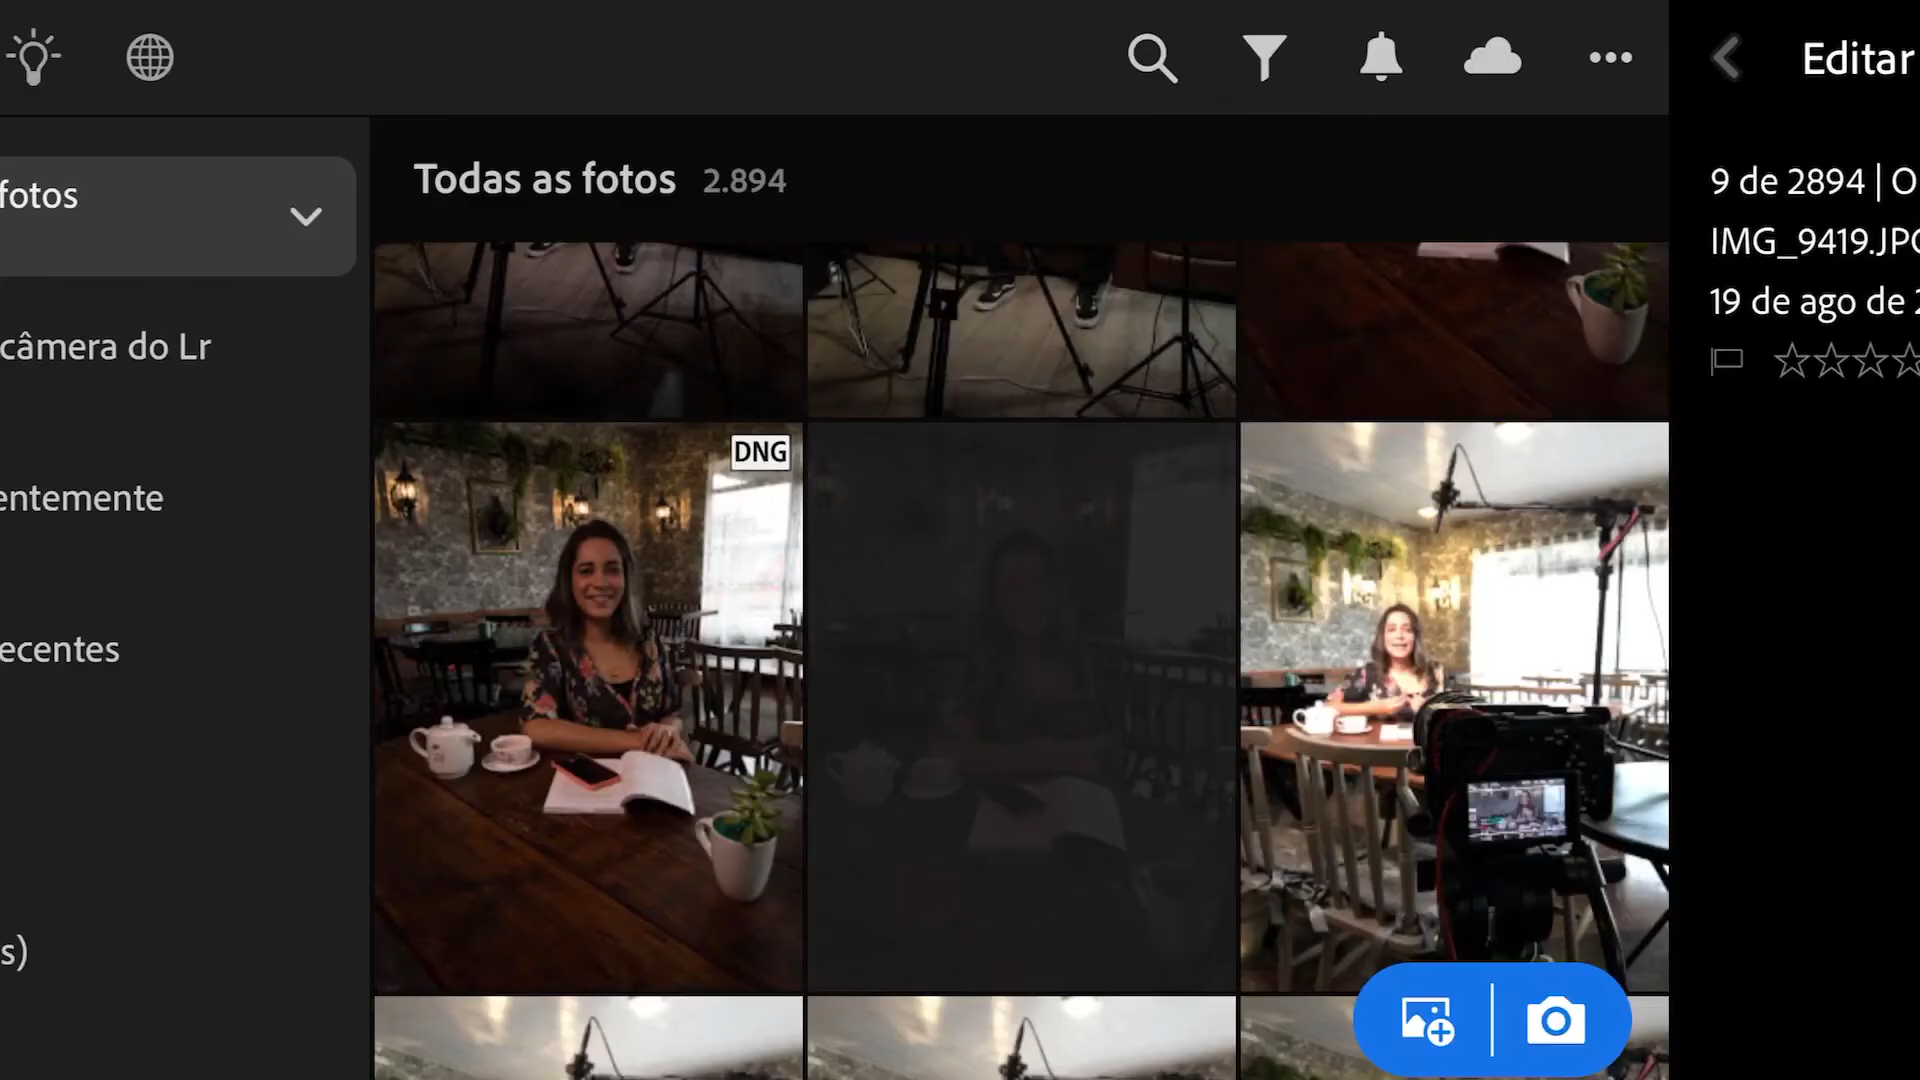 Editar
fotos
Todas as fotos 2.894
9 de 2894 | O
IMG_9419.JPG
19 de ago de
câmera do Lr
DNG
entemente
ecentes
s)